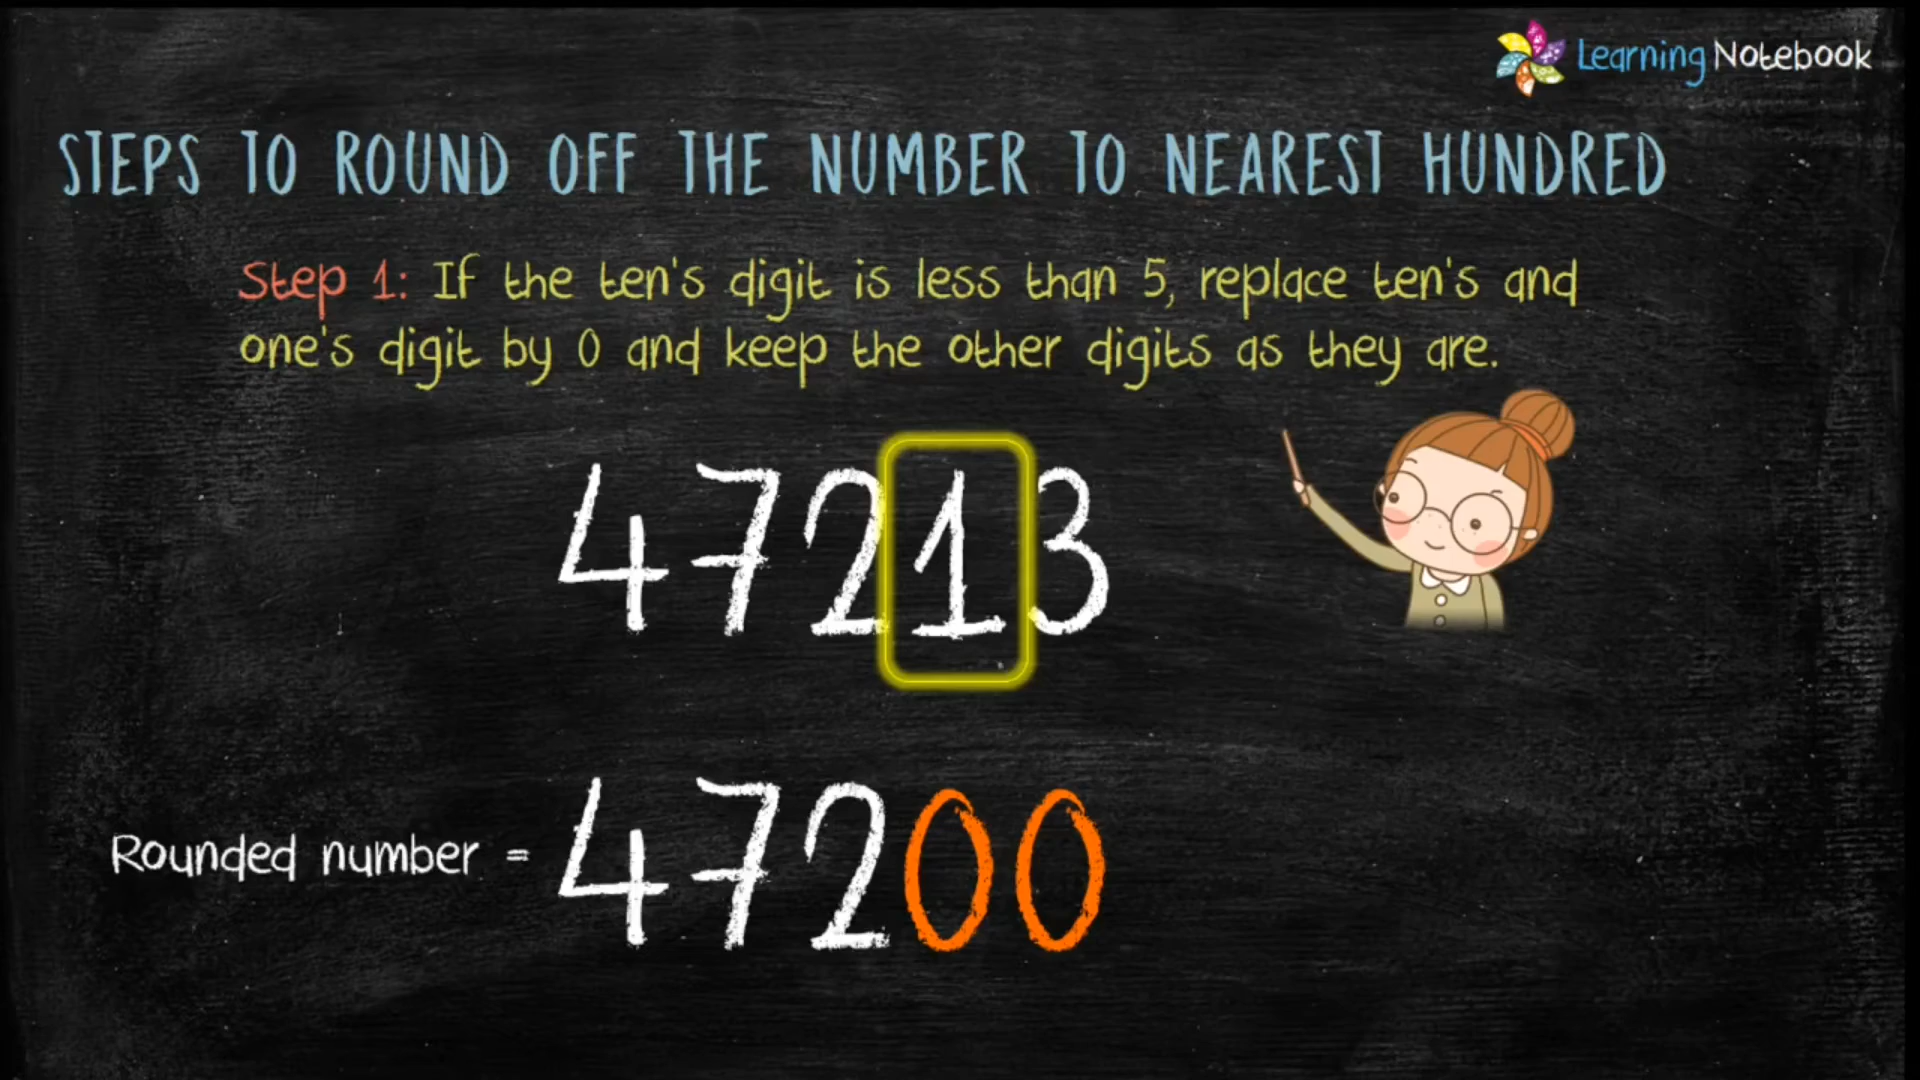 Learning Notebook
STEPS TO ROUND OFF THE NUMBER TO NEAREST HUNDRED
Step 1: If the ten's digit is less than 5, replace ten's and
one's digit by 0 and keep the other digits as they are.
47213
Rounded number = 47200